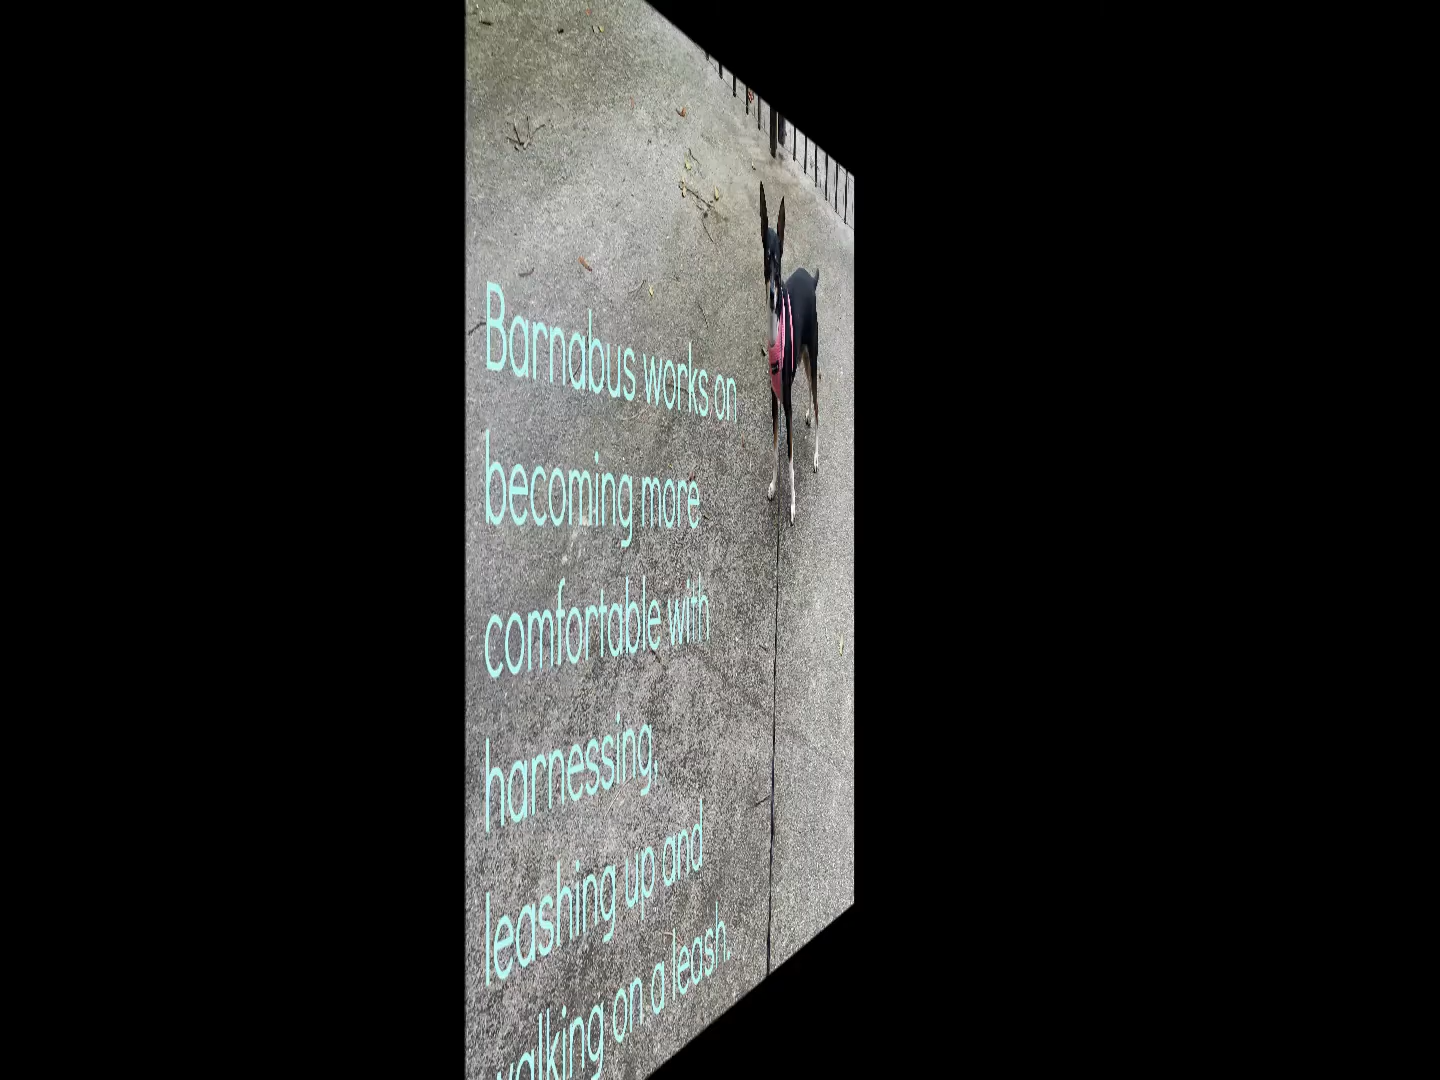 Barnabus works on
becoming more
comfortable with
harnessing,
leashing up and
walking on a leash.